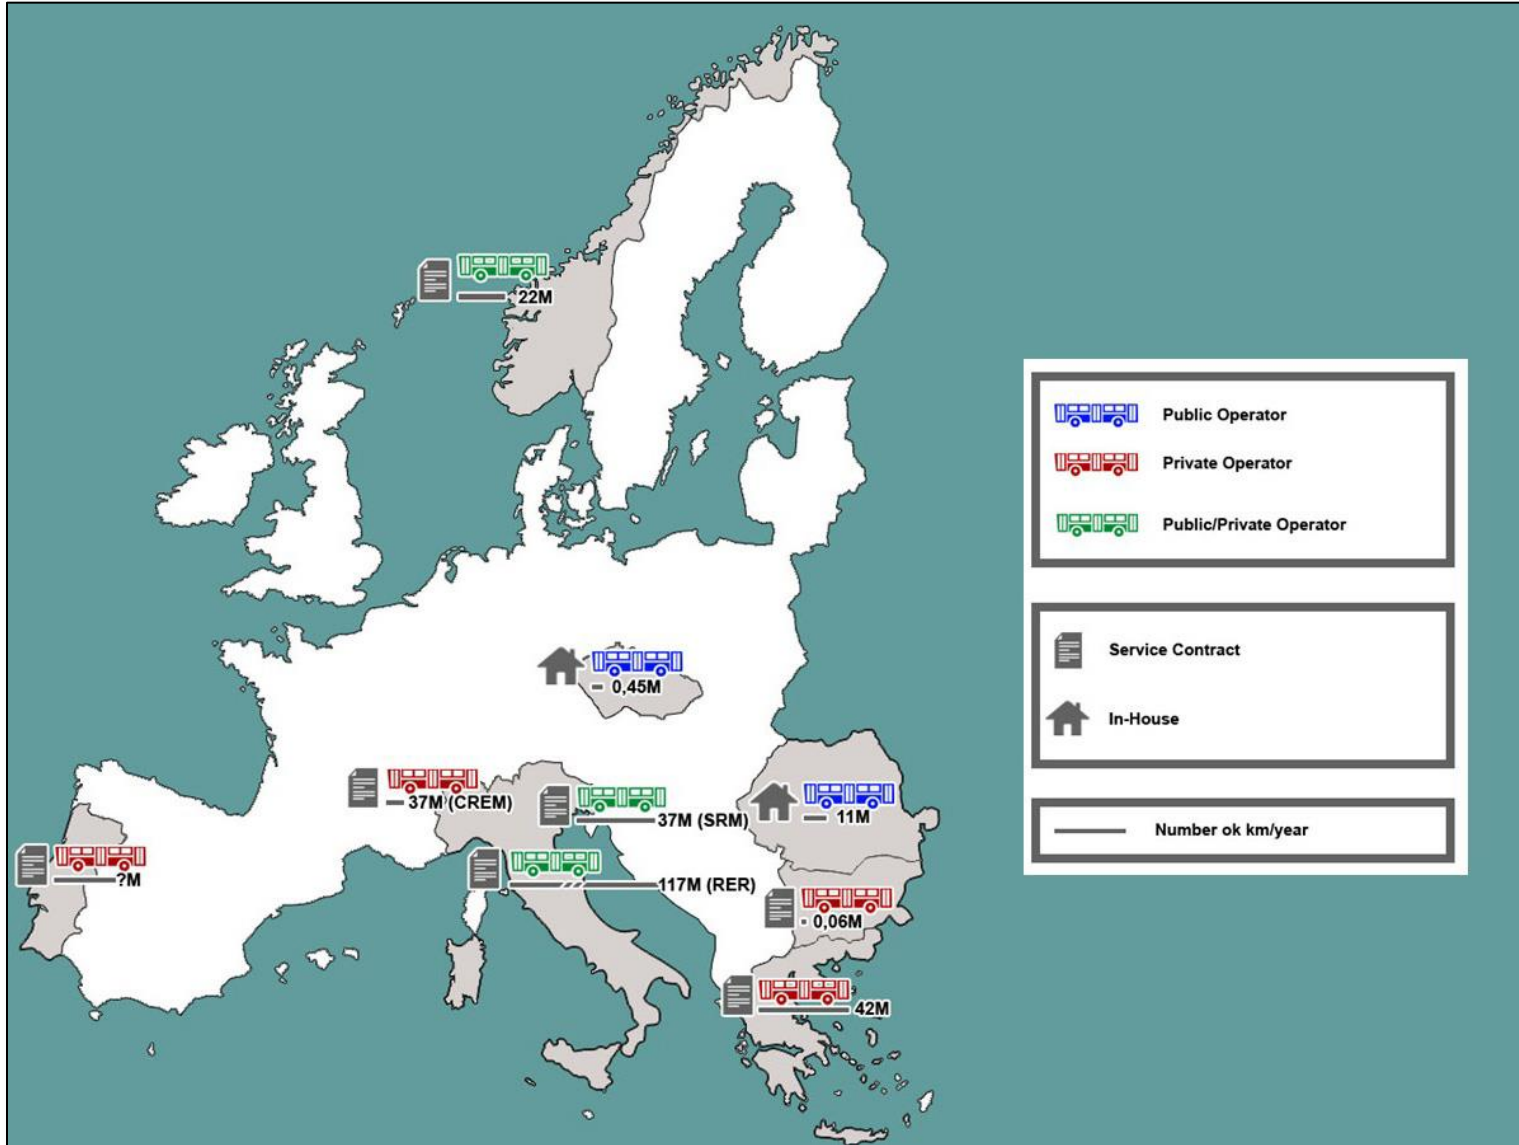 22M
0,45M
37M (CREM)
37M (SRM)
11M
?M
117M (RER)
0,06M
42M
Public Operator
Private Operator
Public/Private Operator
Service Contract
In-House
Number ok km/year